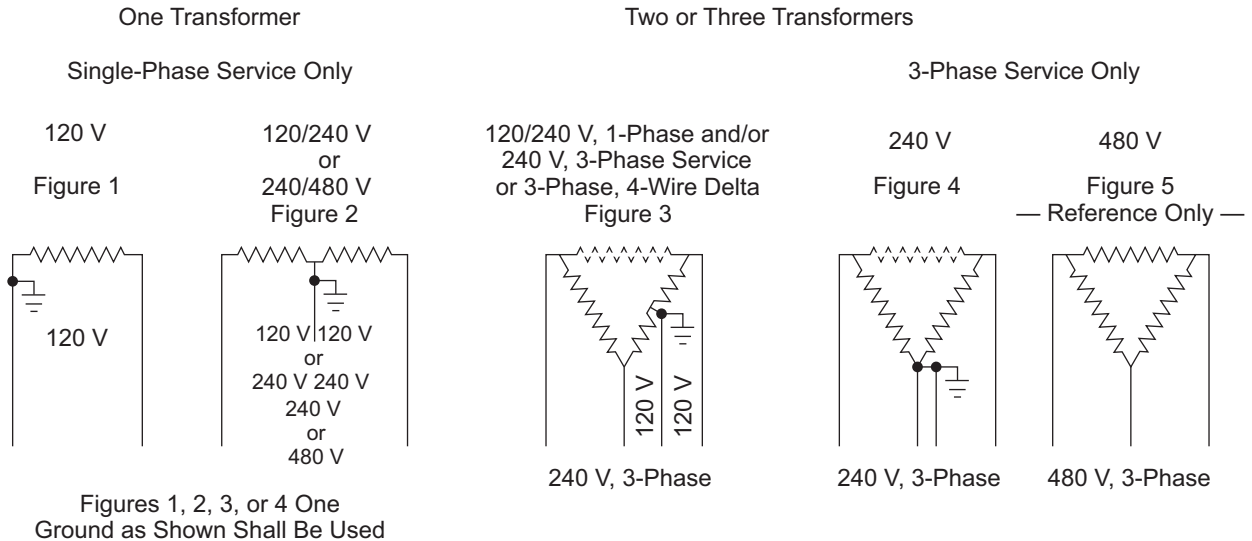 One Transformer
Two or Three Transformers
Single-Phase Service Only
3-Phase Service Only
120 V
Figure 1
120/240 V
or
240/480 V
Figure 2
120/240 V, 1-Phase and/or
240 V, 3-Phase Service
or 3-Phase, 4-Wire Delta
Figure 3
240 V
Figure 4
480 V
Figure 5
— Reference Only —
120 V
120 V 120 V
or
240 V 240 V
240 V
or
480 V
120 V
120 V
240 V, 3-Phase
240 V, 3-Phase
480 V, 3-Phase
Figures 1, 2, 3, or 4 One
Ground as Shown Shall Be Used